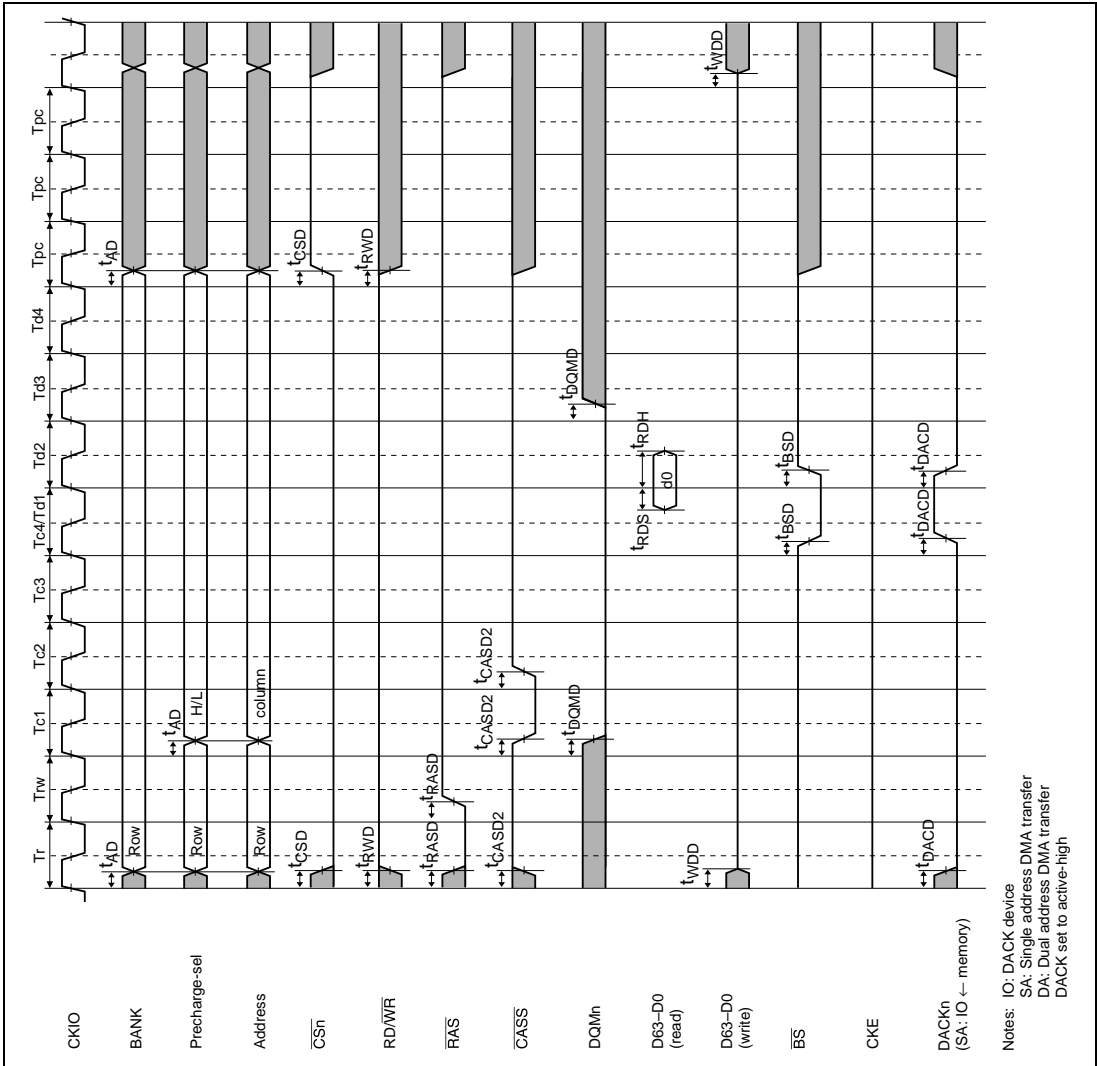 Tr Trw Tc1 Tc2 Tc3 Tc4/Td1 Td2 Td3 Td4 Tpc Tpc Tpc
CKIO
tAD tAD
BANK Row
tAD
Precharge-sel Row H/L
Address Row column
tCSD tCSD
CSn
tRWD tRWD
RD/WR
tRASD tRASD
RAS
tCASD2 tCASD2 tCASD2
CASS
tDQMD tDQMD
DQMn
tRDS tRDH
D63–D0 d0
(read)
tWDD tWDD
D63–D0
(write)
tBSD tBSD
BS
CKE
tDACD tDACD tDACD
DACKn
(SA: IO ← memory)
Notes: IO: DACK device
SA: Single address DMA transfer
DA: Dual address DMA transfer
DACK set to active-high